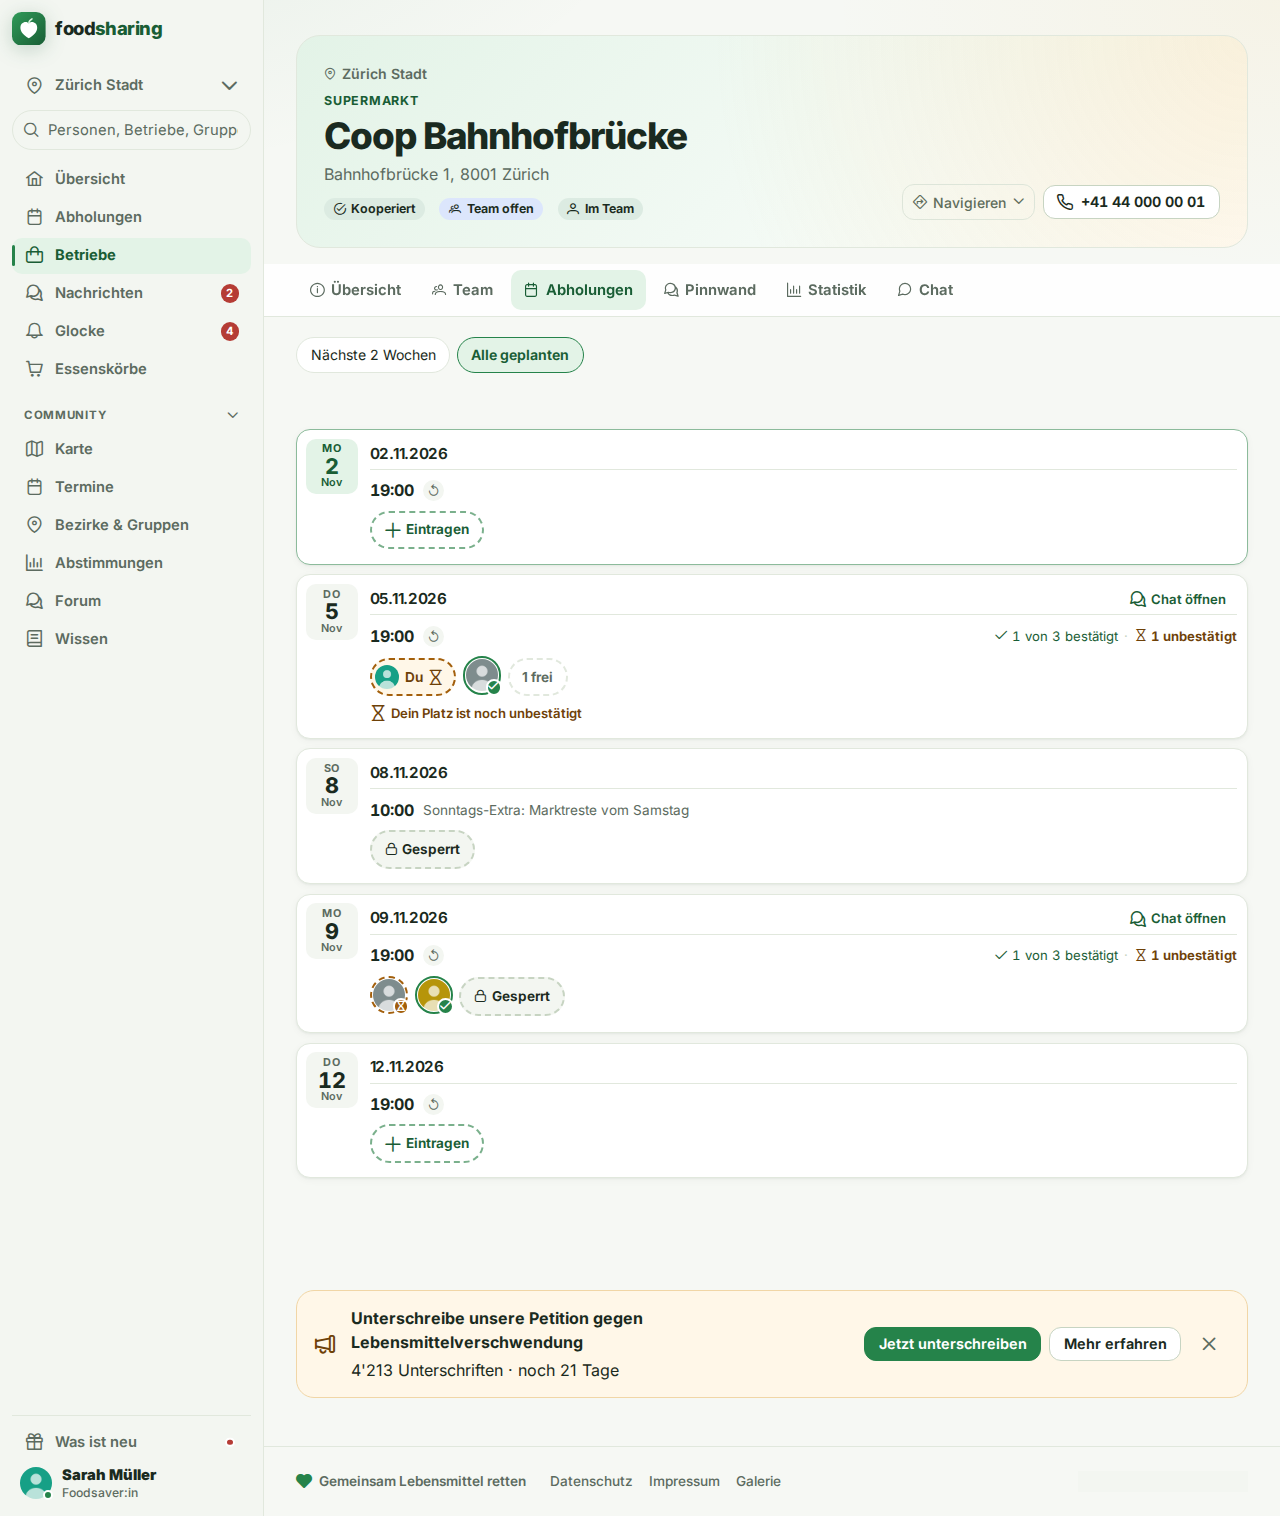 foodsharing
Zürich Stadt
Personen, Betriebe, Grupp
Übersicht
Abholungen
Betriebe
Nachrichten 2
Glocke 4
Essenskörbe
COMMUNITY
Karte
Termine
Bezirke & Gruppen
Abstimmungen
Forum
Wissen
Was ist neu
Sarah Müller
Foodsaver:in
Zürich Stadt
SUPERMARKT
Coop Bahnhofbrücke
Bahnhofbrücke 1, 8001 Zürich
Kooperiert Team offen Im Team
Navigieren +41 44 000 00 01
Übersicht Team Abholungen Pinnwand Statistik Chat
Nächste 2 Wochen Alle geplanten
MO
2
Nov
02.11.2026
19:00
Eintragen
DO
5
Nov
05.11.2026 Chat öffnen
19:00 1 von 3 bestätigt · 1 unbestätigt
Du 1 frei
Dein Platz ist noch unbestätigt
SO
8
Nov
08.11.2026
10:00 Sonntags-Extra: Marktreste vom Samstag
Gesperrt
MO
9
Nov
09.11.2026 Chat öffnen
19:00 1 von 3 bestätigt · 1 unbestätigt
Gesperrt
DO
12
Nov
12.11.2026
19:00
Eintragen
Unterschreibe unsere Petition gegen
Lebensmittelverschwendung
4'213 Unterschriften · noch 21 Tage
Jetzt unterschreiben Mehr erfahren
Gemeinsam Lebensmittel retten Datenschutz Impressum Galerie